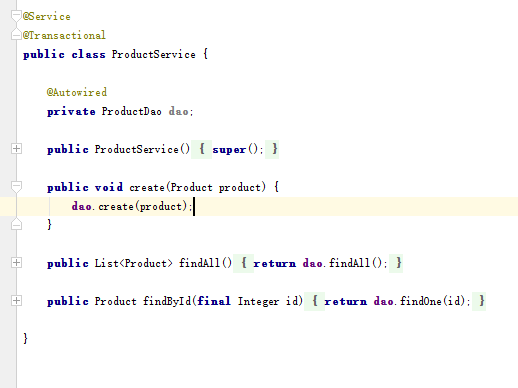 @Service
@Transactional
public class ProductService {
@Autowired
private ProductDao dao;
public ProductService() { super(); }
public void create(Product product) {
dao.create(product);
}
public List<Product> findAll() { return dao.findAll(); }
public Product findById(final Integer id) { return dao.findOne(id); }
}